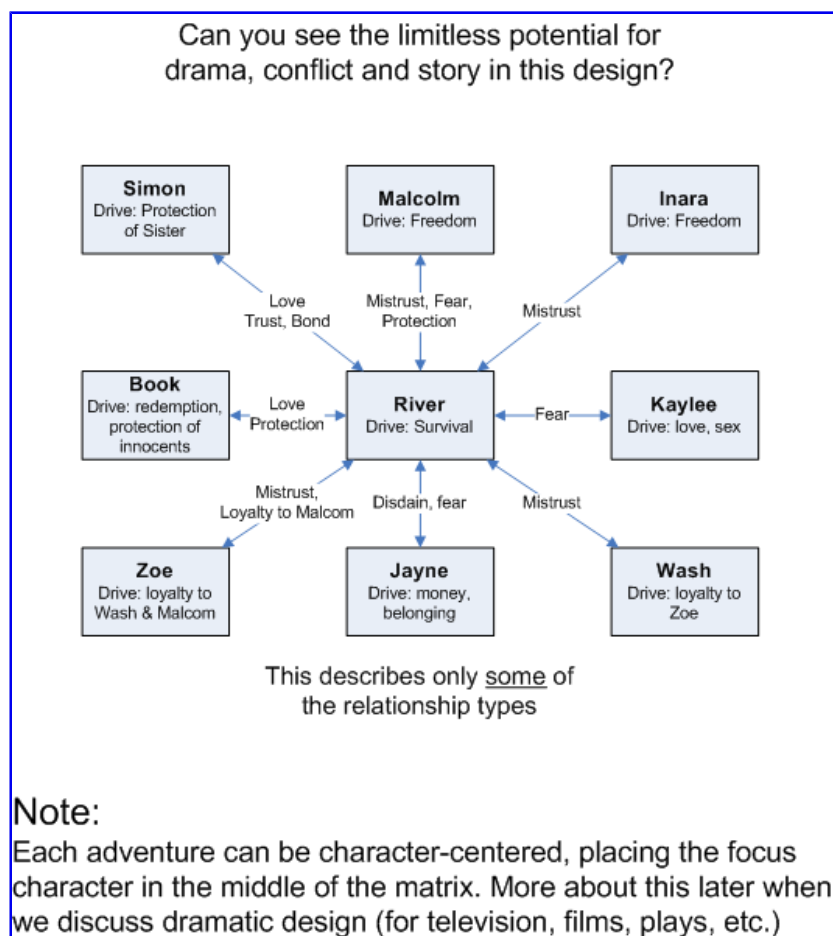 Can you see the limitless potential for
drama, conflict and story in this design?
Simon
Drive: Protection
of Sister
Malcolm
Drive: Freedom
Inara
Drive: Freedom
Love
Trust, Bond
Mistrust, Fear,
Protection
Mistrust
Book
Drive: redemption,
protection of
innocents
Love
Protection
River
Drive: Survival
Fear
Kaylee
Drive: love, sex
Mistrust,
Loyalty to Malcom
Disdain, fear
Mistrust
Zoe
Drive: loyalty to
Wash & Malcom
Jayne
Drive: money,
belonging
Wash
Drive: loyalty to
Zoe
This describes only some of
the relationship types
Note:
Each adventure can be character-centered, placing the focus
character in the middle of the matrix. More about this later when
we discuss dramatic design (for television, films, plays, etc.)